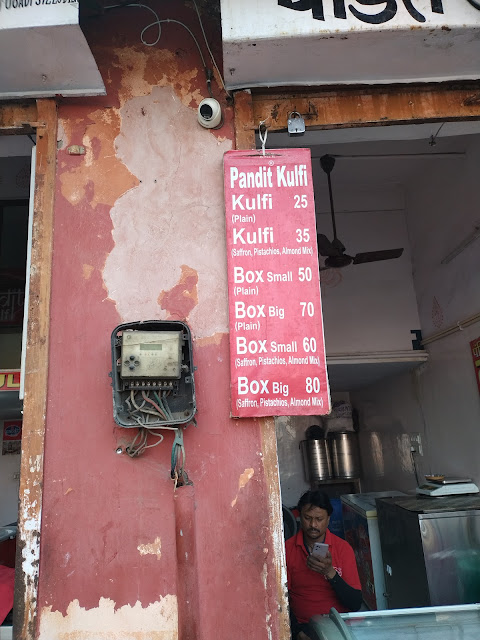 पंडित
Pandit Kulfi
Kulfi 25
(Plain)
Kulfi 35
(Saffron, Pistachios, Almond Mix)
Box Small 50
(Plain)
Box Big 70
(Plain)
Box Small 60
(Saffron, Pistachios, Almond Mix)
Box Big 80
(Saffron, Pistachios, Almond Mix)